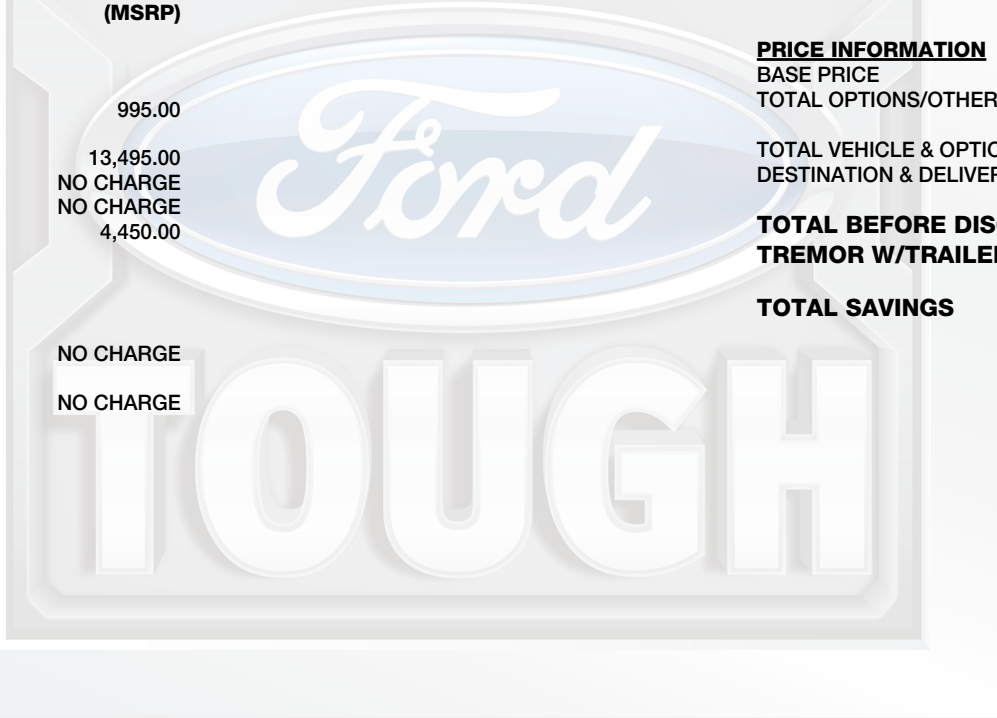 (MSRP)
995.00
13,495.00
NO CHARGE
NO CHARGE
4,450.00
NO CHARGE
NO CHARGE
PRICE INFORMATION
BASE PRICE
TOTAL OPTIONS/OTHER
TOTAL VEHICLE & OPTIO
DESTINATION & DELIVER
TOTAL BEFORE DIS
TREMOR W/TRAILE
TOTAL SAVINGS
Ford
TOUGH